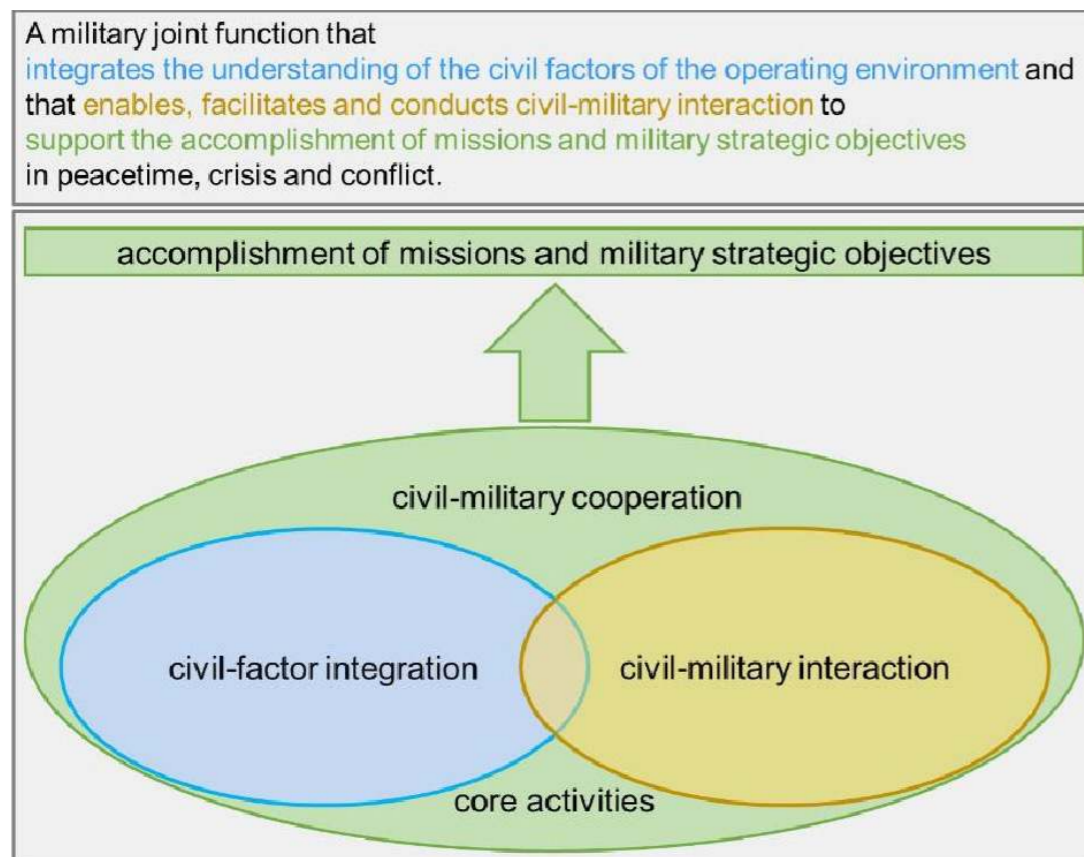 A military joint function that
integrates the understanding of the civil factors of the operating environment and
that enables, facilitates and conducts civil-military interaction to
support the accomplishment of missions and military strategic objectives
in peacetime, crisis and conflict.
accomplishment of missions and military strategic objectives
civil-military cooperation
civil-factor integration
civil-military interaction
core activities